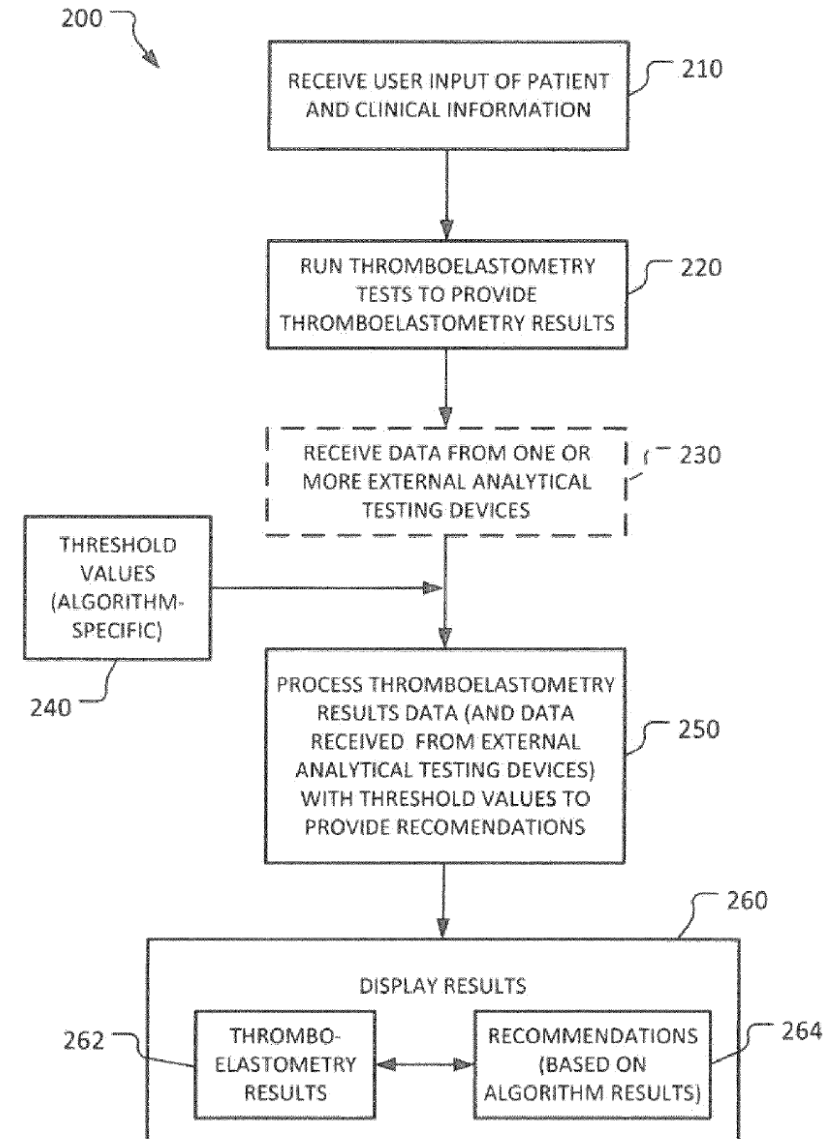 200
RECEIVE USER INPUT OF PATIENT
AND CLINICAL INFORMATION
210
RUN THROMBOELASTOMETRY
TESTS TO PROVIDE
THROMBOELASTOMETRY RESULTS
220
RECEIVE DATA FROM ONE OR
MORE EXTERNAL ANALYTICAL
TESTING DEVICES
230
THRESHOLD
VALUES
(ALGORITHM-
SPECIFIC)
240
PROCESS THROMBOELASTOMETRY
RESULTS DATA (AND DATA
RECEIVED FROM EXTERNAL
ANALYTICAL TESTING DEVICES)
WITH THRESHOLD VALUES TO
PROVIDE RECOMENDATIONS
250
260
DISPLAY RESULTS
262
THROMBO-
ELASTOMETRY
RESULTS
RECOMMENDATIONS
(BASED ON
ALGORITHM RESULTS)
264